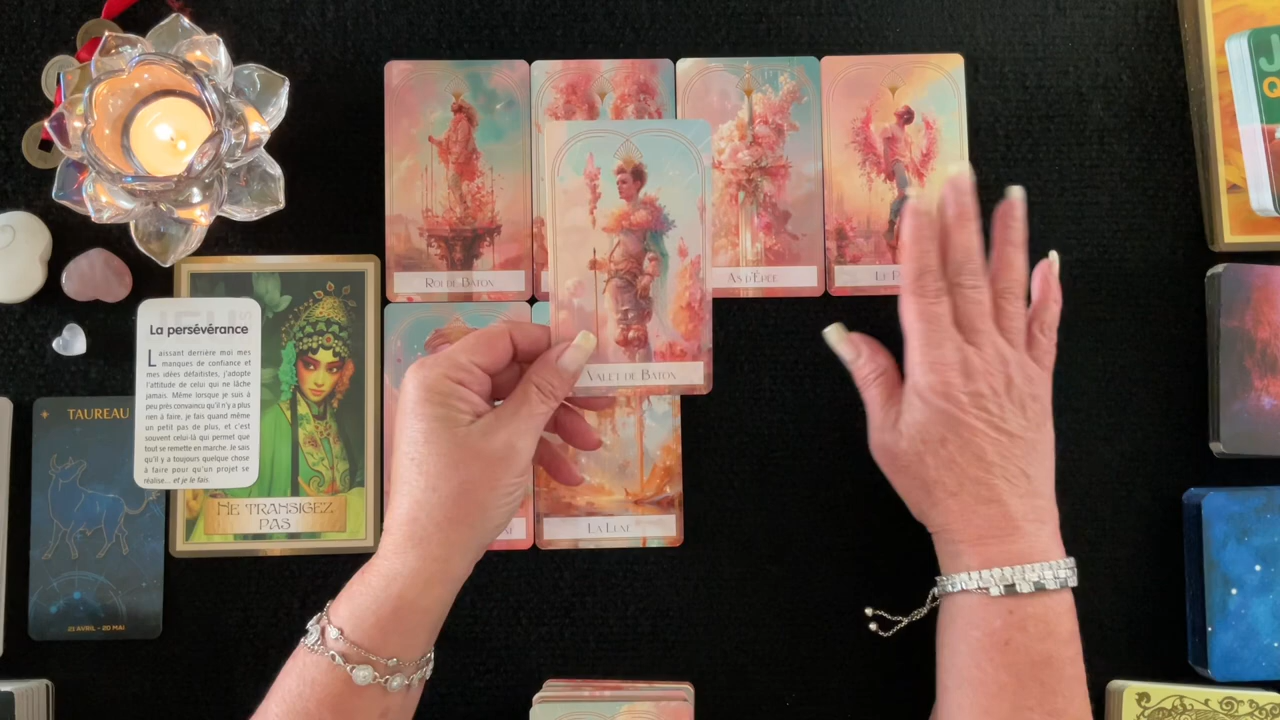 ROI DE BATON
AS D'ÉPÉE
LE P
VALET DE BATON
LA LUNE
La persévérance
Laissant derrière moi mes
manques de confiance et
mes idées défaitistes, j'adopte
l'attitude de celui qui ne lâche
jamais. Même lorsque je suis à
peu près convaincu qu'il n'y a plus
rien à faire, je fais quand même
un petit pas de plus, et c'est
souvent celui-là qui permet que
tout se remette en marche. Je sais
qu'il y a toujours quelque chose
à faire pour qu'un projet se
réalise... et je le fais.
NE TRANSIGEZ
PAS
TAUREAU
21 AVRIL - 20 MAI